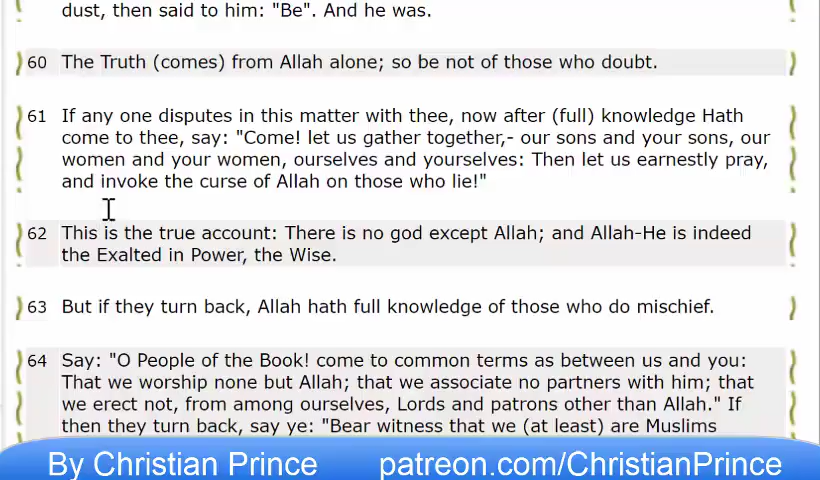 dust, then said to him: "Be". And he was.
60 The Truth (comes) from Allah alone; so be not of those who doubt.
61 If any one disputes in this matter with thee, now after (full) knowledge Hath
come to thee, say: "Come! let us gather together,- our sons and your sons, our
women and your women, ourselves and yourselves: Then let us earnestly pray,
and invoke the curse of Allah on those who lie!"
62 This is the true account: There is no god except Allah; and Allah-He is indeed
the Exalted in Power, the Wise.
63 But if they turn back, Allah hath full knowledge of those who do mischief.
64 Say: "O People of the Book! come to common terms as between us and you:
That we worship none but Allah; that we associate no partners with him; that
we erect not, from among ourselves, Lords and patrons other than Allah." If
then they turn back, say ye: "Bear witness that we (at least) are Muslims
By Christian Prince patreon.com/ChristianPrince